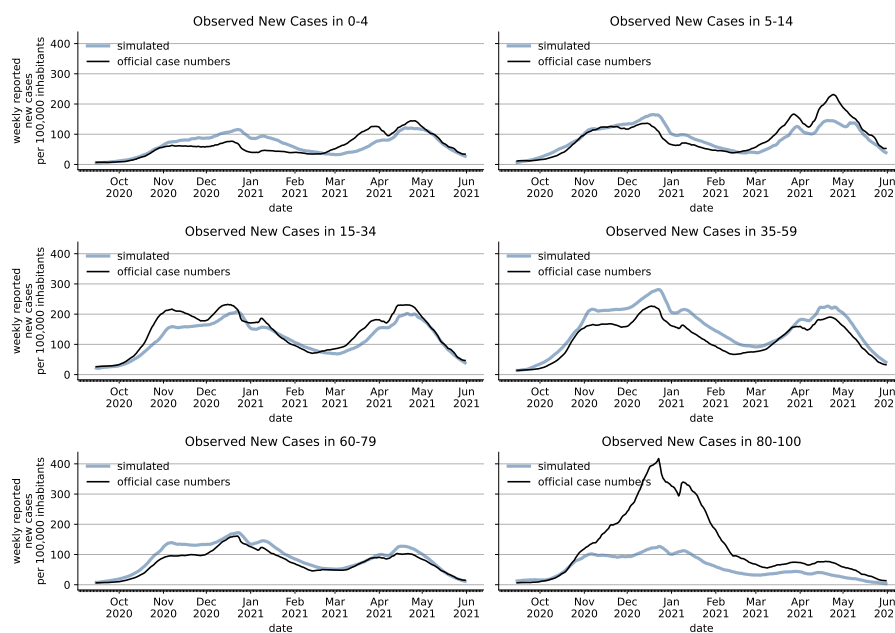 Observed New Cases in 0-4
weekly reported
new cases
per 100,000 inhabitants
400
300
200
100
0
simulated
official case numbers
Oct 2020
Nov 2020
Dec 2020
Jan 2021
Feb 2021
Mar 2021
Apr 2021
May 2021
Jun 2021
date
Observed New Cases in 5-14
400
300
200
100
0
simulated
official case numbers
Oct 2020
Nov 2020
Dec 2020
Jan 2021
Feb 2021
Mar 2021
Apr 2021
May 2021
Jun 2021
date
Observed New Cases in 15-34
weekly reported
new cases
per 100,000 inhabitants
400
300
200
100
0
simulated
official case numbers
Oct 2020
Nov 2020
Dec 2020
Jan 2021
Feb 2021
Mar 2021
Apr 2021
May 2021
Jun 2021
date
Observed New Cases in 35-59
400
300
200
100
0
simulated
official case numbers
Oct 2020
Nov 2020
Dec 2020
Jan 2021
Feb 2021
Mar 2021
Apr 2021
May 2021
Jun 2021
date
Observed New Cases in 60-79
weekly reported
new cases
per 100,000 inhabitants
400
300
200
100
0
simulated
official case numbers
Oct 2020
Nov 2020
Dec 2020
Jan 2021
Feb 2021
Mar 2021
Apr 2021
May 2021
Jun 2021
date
Observed New Cases in 80-100
400
300
200
100
0
simulated
official case numbers
Oct 2020
Nov 2020
Dec 2020
Jan 2021
Feb 2021
Mar 2021
Apr 2021
May 2021
Jun 2021
date